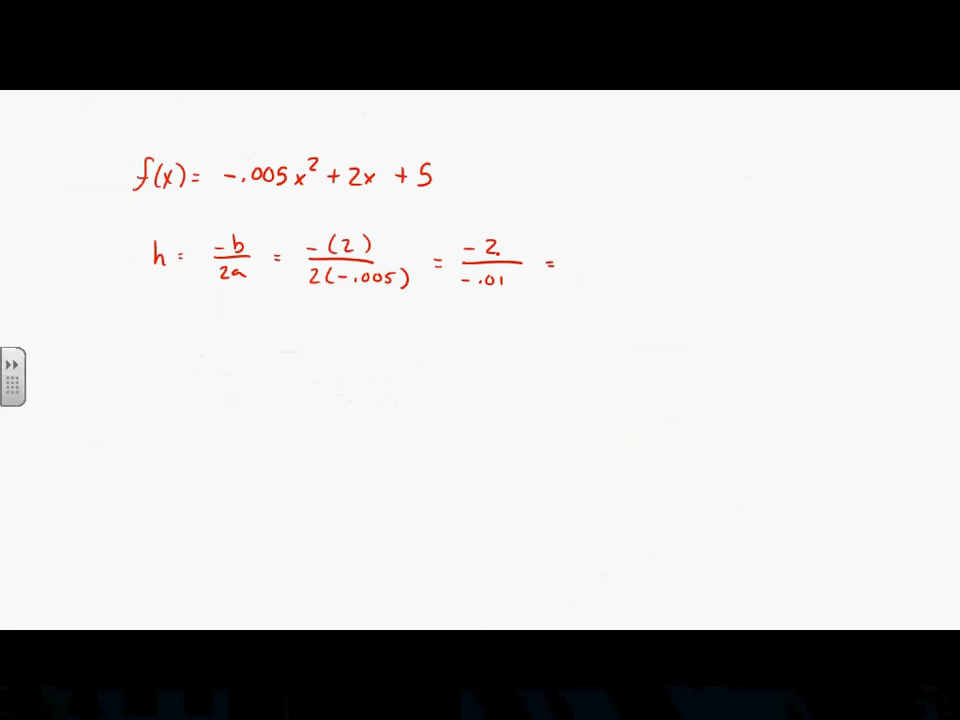 f(x) = -.005x² + 2x + 5
h = -b/2a = -(2)/2(-.005) = -2./-.01 =